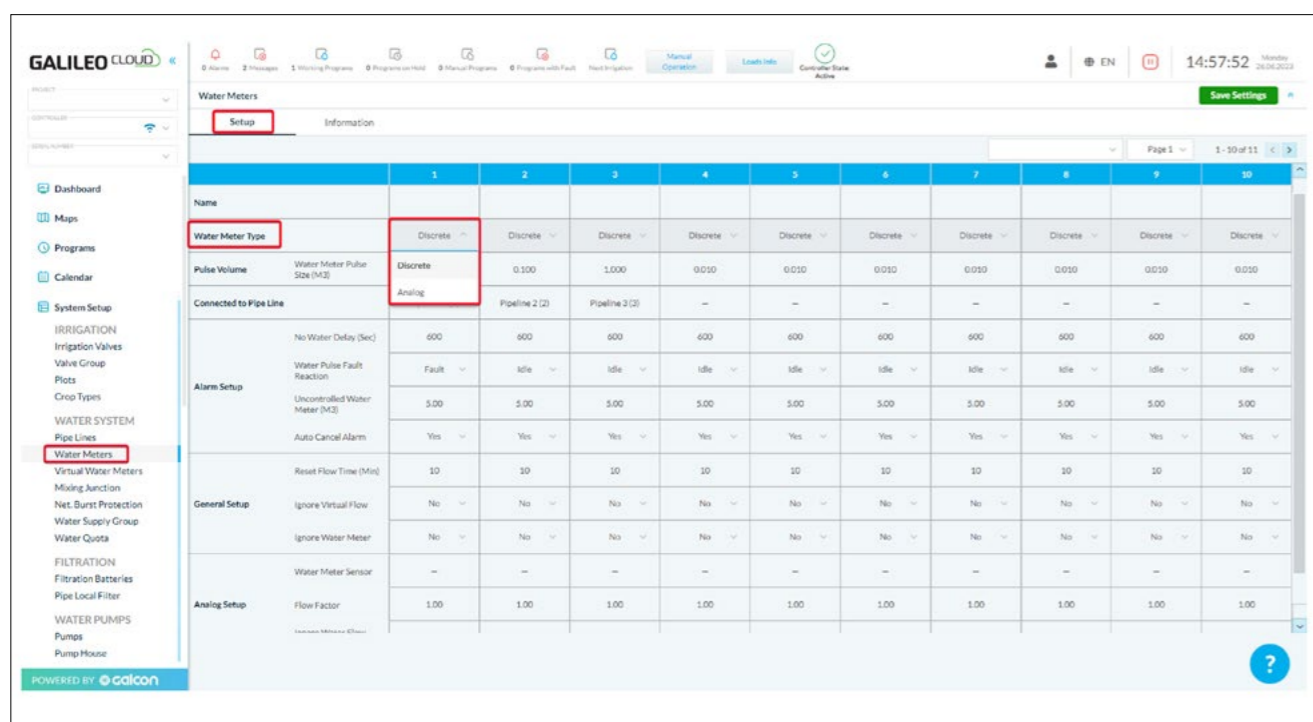 GALILEO CLOUD «
0 Alarms 2 Messages 1 Working Programs 0 Programs on Hold 0 Manual Programs 0 Programs with Fault Next Irrigation Manual Operation Loads Info Controller State: Active EN 14:57:52 Monday 26.06.2023
PROJECT
CONTROLLER
SERIAL NUMBER
Water Meters Save Settings
Setup Information
Page 1 1 - 10 of 11 < >
1 2 3 4 5 6 7 8 9 10
Name
Water Meter Type Discrete Discrete Discrete Discrete Discrete Discrete Discrete Discrete Discrete Discrete
Discrete
Analog
Pulse Volume Water Meter Pulse Size (M3) 0.100 1.000 0.010 0.010 0.010 0.010 0.010 0.010 0.010
Connected to Pipe Line Pipeline 2 (2) Pipeline 3 (3) – – – – – – –
Alarm Setup
No Water Delay (Sec) 600 600 600 600 600 600 600 600 600 600
Water Pulse Fault Reaction Fault Idle Idle Idle Idle Idle Idle Idle Idle Idle
Uncontrolled Water Meter (M3) 5.00 5.00 5.00 5.00 5.00 5.00 5.00 5.00 5.00 5.00
Auto Cancel Alarm Yes Yes Yes Yes Yes Yes Yes Yes Yes Yes
General Setup
Reset Flow Time (Min) 10 10 10 10 10 10 10 10 10 10
Ignore Virtual Flow No No No No No No No No No No
Ignore Water Meter No No No No No No No No No No
Analog Setup
Water Meter Sensor – – – – – – – – – –
Flow Factor 1.00 1.00 1.00 1.00 1.00 1.00 1.00 1.00 1.00 1.00
Dashboard
Maps
Programs
Calendar
System Setup
IRRIGATION
Irrigation Valves
Valve Group
Plots
Crop Types
WATER SYSTEM
Pipe Lines
Water Meters
Virtual Water Meters
Mixing Junction
Net. Burst Protection
Water Supply Group
Water Quota
FILTRATION
Filtration Batteries
Pipe Local Filter
WATER PUMPS
Pumps
Pump House
POWERED BY Galcon
?